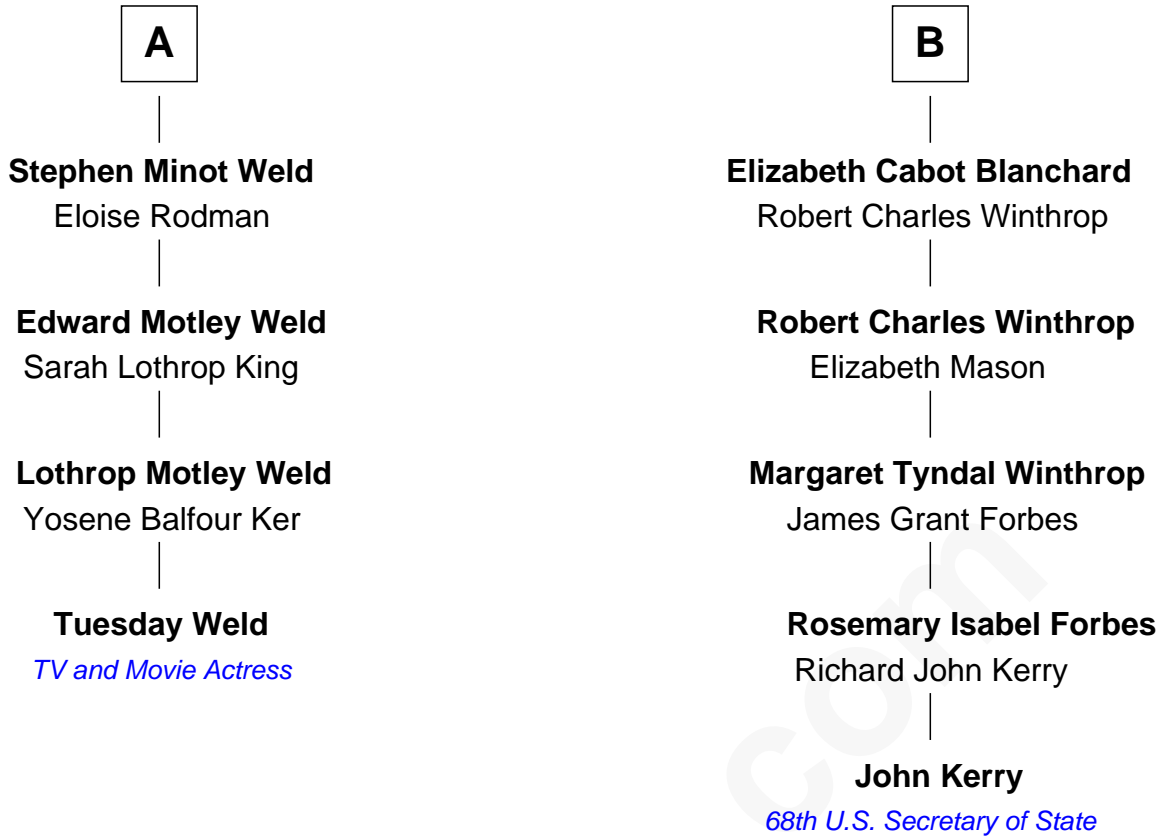 A
Stephen Minot Weld
Eloise Rodman
Edward Motley Weld
Sarah Lothrop King
Lothrop Motley Weld
Yosene Balfour Ker
Tuesday Weld
TV and Movie Actress
B
Elizabeth Cabot Blanchard
Robert Charles Winthrop
Robert Charles Winthrop
Elizabeth Mason
Margaret Tyndal Winthrop
James Grant Forbes
Rosemary Isabel Forbes
Richard John Kerry
John Kerry
68th U.S. Secretary of State
com